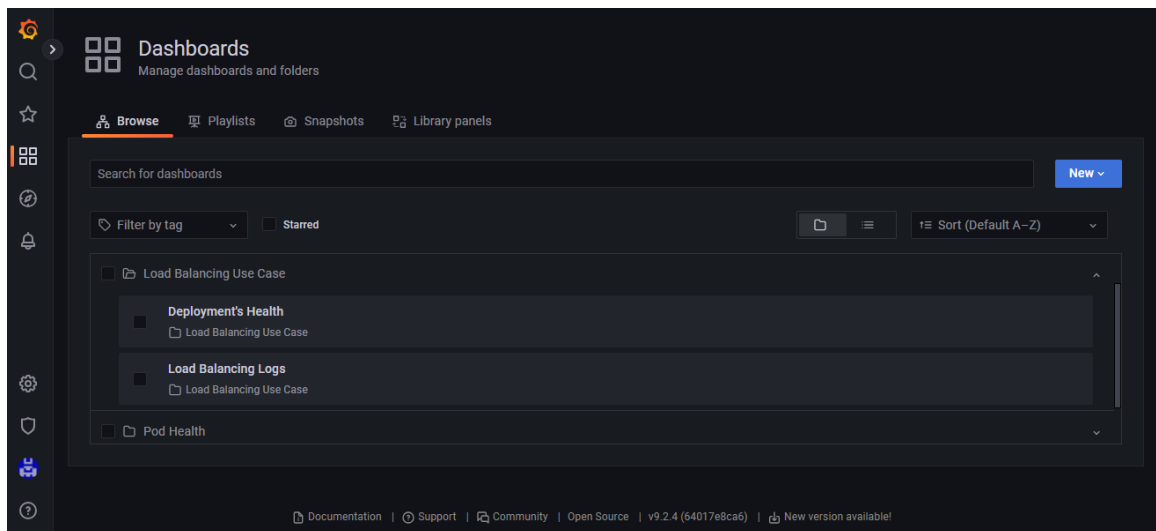 Dashboards
Manage dashboards and folders
Browse Playlists Snapshots Library panels
Search for dashboards New
Filter by tag Starred Sort (Default A–Z)
Load Balancing Use Case
Deployment's Health
Load Balancing Use Case
Load Balancing Logs
Load Balancing Use Case
Pod Health
Documentation | Support | Community | Open Source | v9.2.4 (64017e8ca6) | New version available!